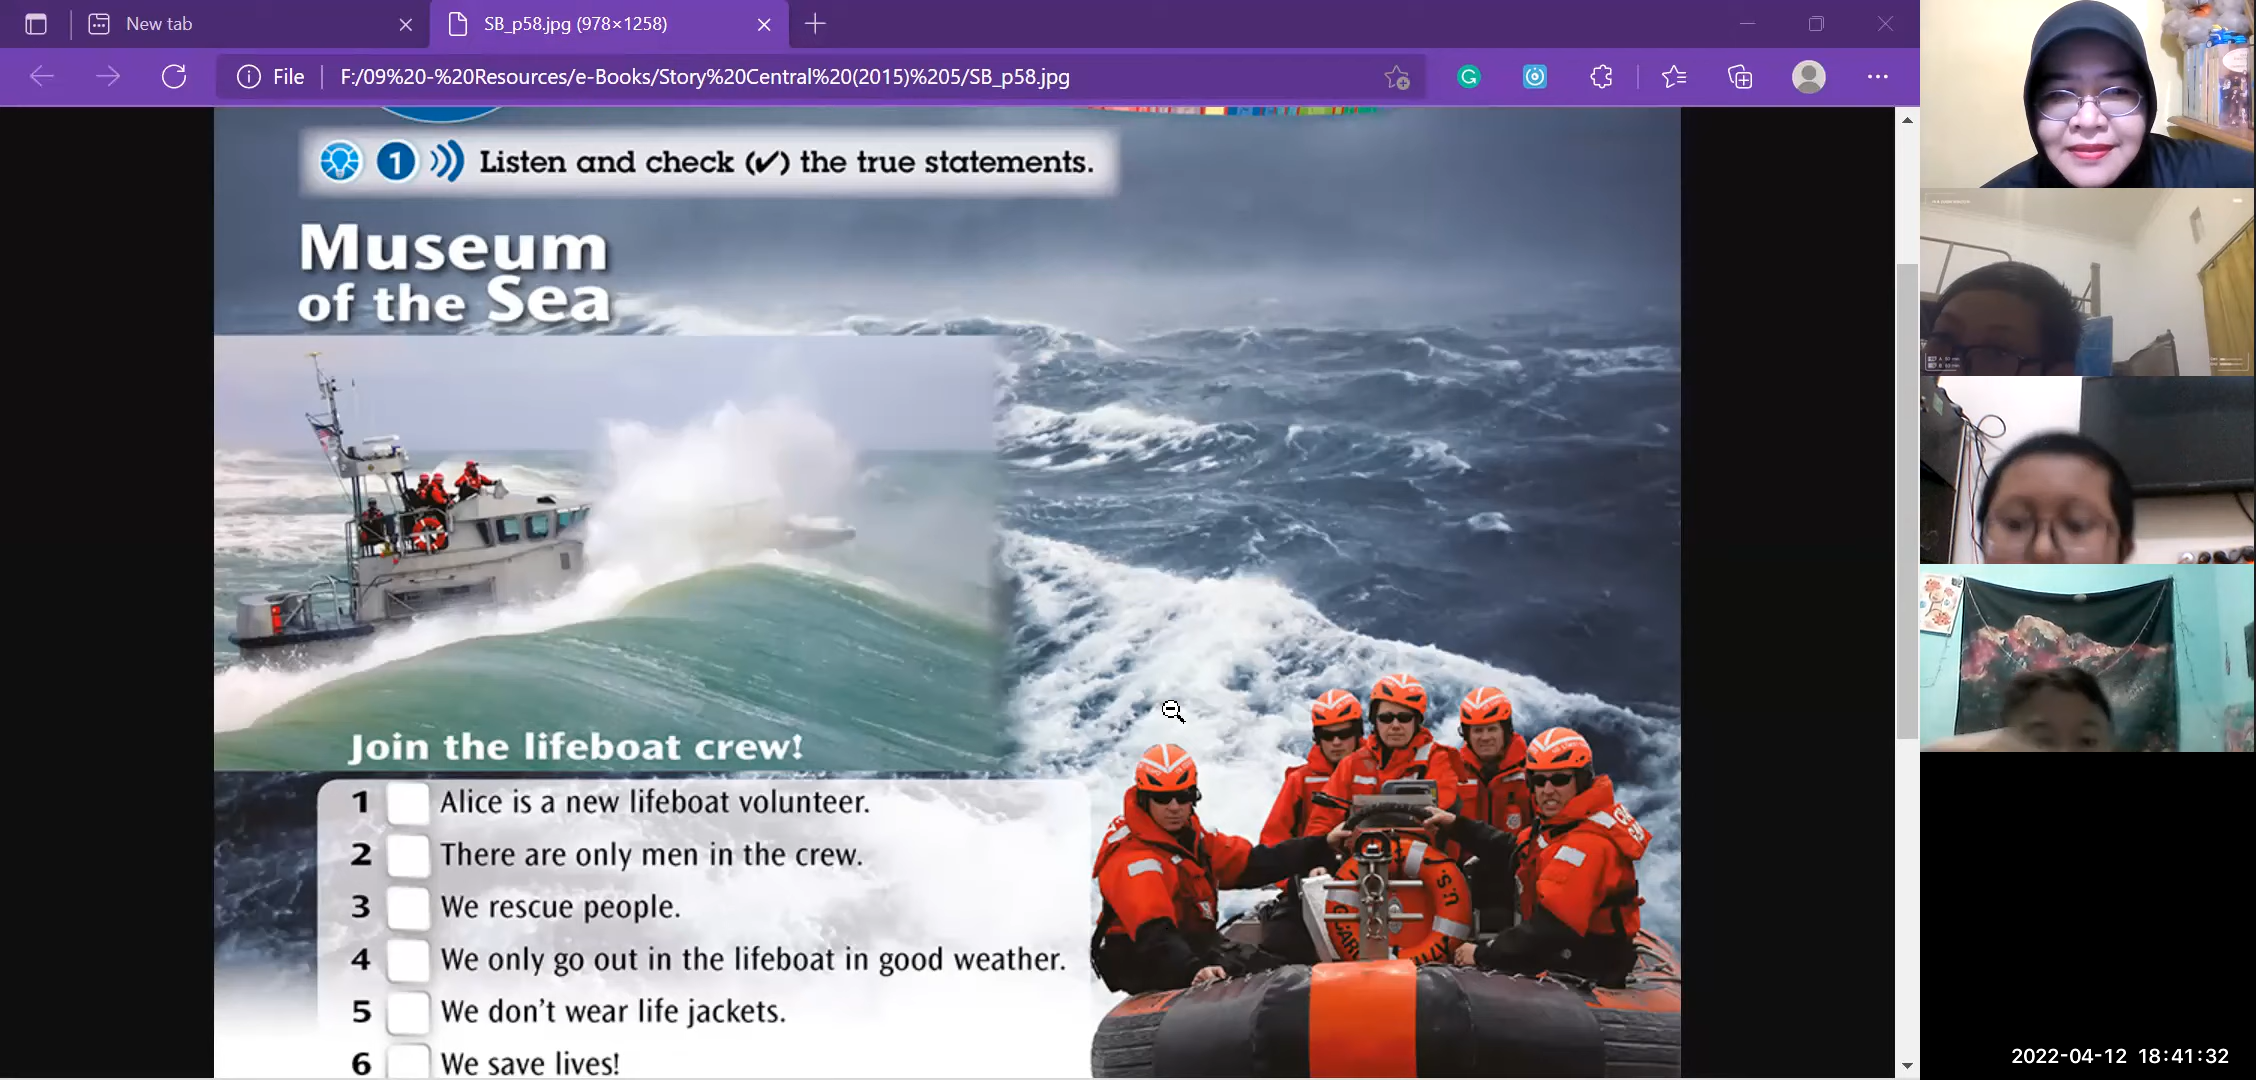 New tab
SB_p58.jpg (978×1258)
File
F:/09%20-%20Resources/e-Books/Story%20Central%20(2015)%205/SB_p58.jpg
1 Listen and check (✔) the true statements.
Museum
of the Sea
Join the lifeboat crew!
1 Alice is a new lifeboat volunteer.
2 There are only men in the crew.
3 We rescue people.
4 We only go out in the lifeboat in good weather.
5 We don't wear life jackets.
6 We save lives!
U.S.
2022-04-12 18:41:32